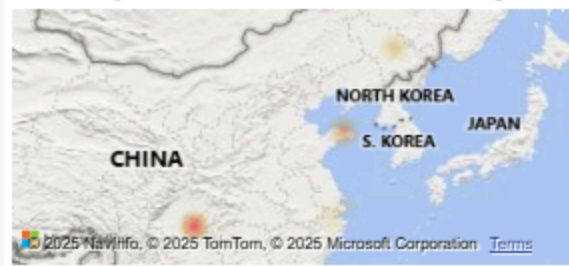 NORTH KOREA
JAPAN
S. KOREA
CHINA
© 2025 NavInfo, © 2025 TomTom, © 2025 Microsoft Corporation Terms